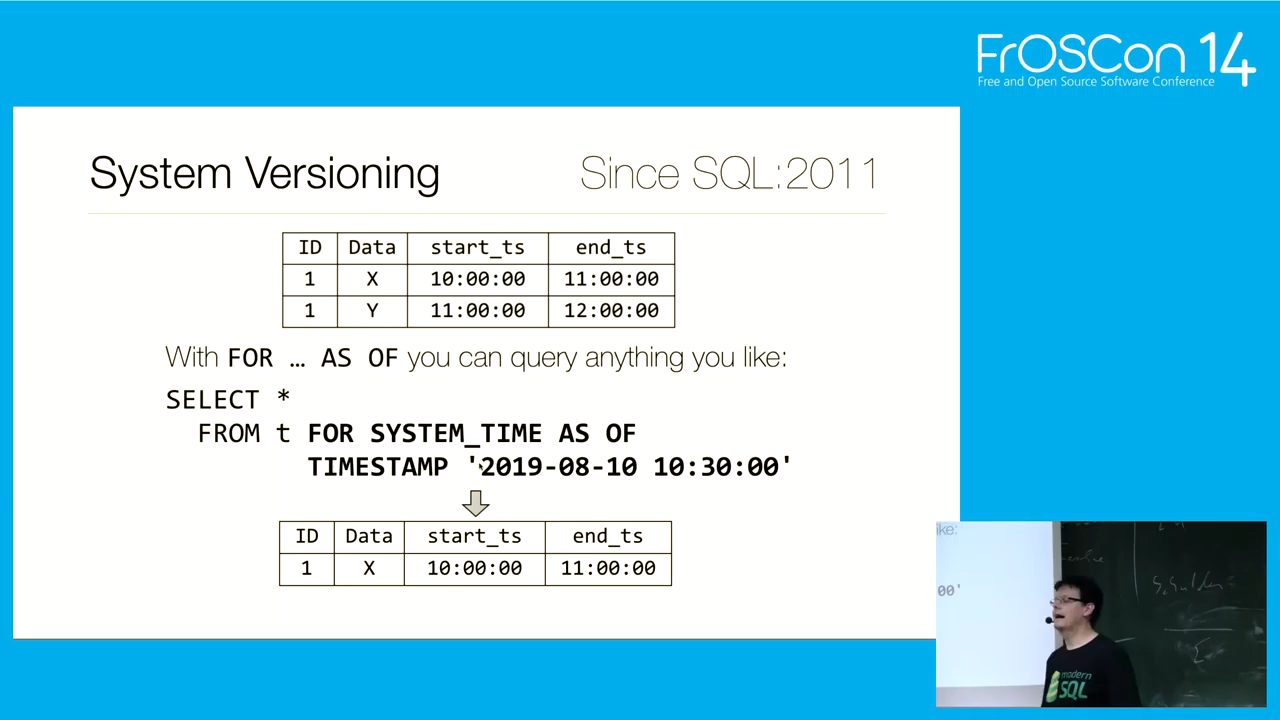 FrOSCon 14
Free and Open Source Software Conference
System Versioning Since SQL:2011
ID Data start_ts end_ts
1 X 10:00:00 11:00:00
1 Y 11:00:00 12:00:00
With FOR … AS OF you can query anything you like:
SELECT *
FROM t FOR SYSTEM_TIME AS OF
TIMESTAMP '2019-08-10 10:30:00'
ID Data start_ts end_ts
1 X 10:00:00 11:00:00
ike:
00'
modern
SQL